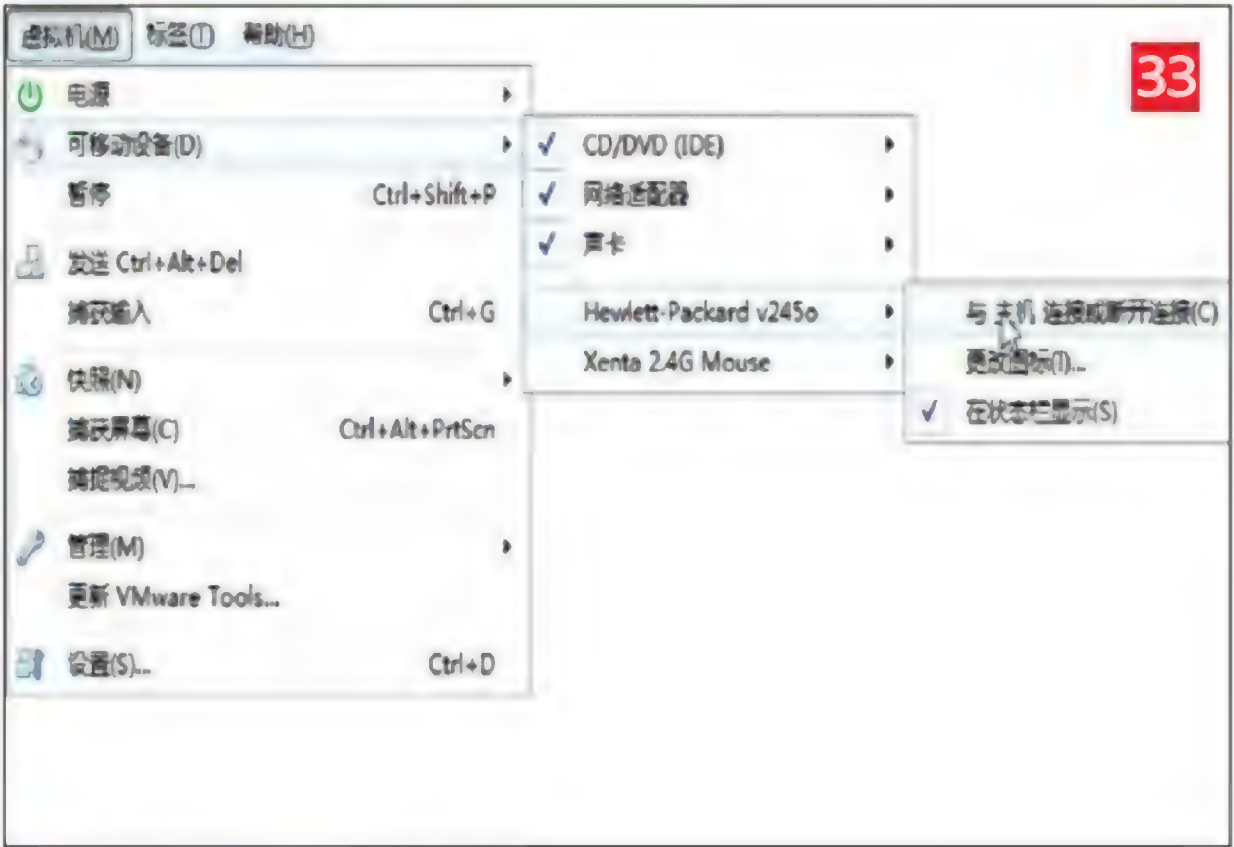 虚拟机(M) 标签(T) 帮助(H)
33
电源
可移动设备(D)
暂停 Ctrl+Shift+P
发送 Ctrl+Alt+Del
捕获输入 Ctrl+G
快照(N)
捕获屏幕(C) Ctrl+Alt+PrtScn
捕捉视频(V)...
管理(M)
更新 VMware Tools...
设置(S)... Ctrl+D
CD/DVD (IDE)
网络适配器
声卡
Hewlett-Packard v245o
Xenta 2.4G Mouse
与 主机 连接或断开连接(C)
更改图标(I)...
在状态栏显示(S)